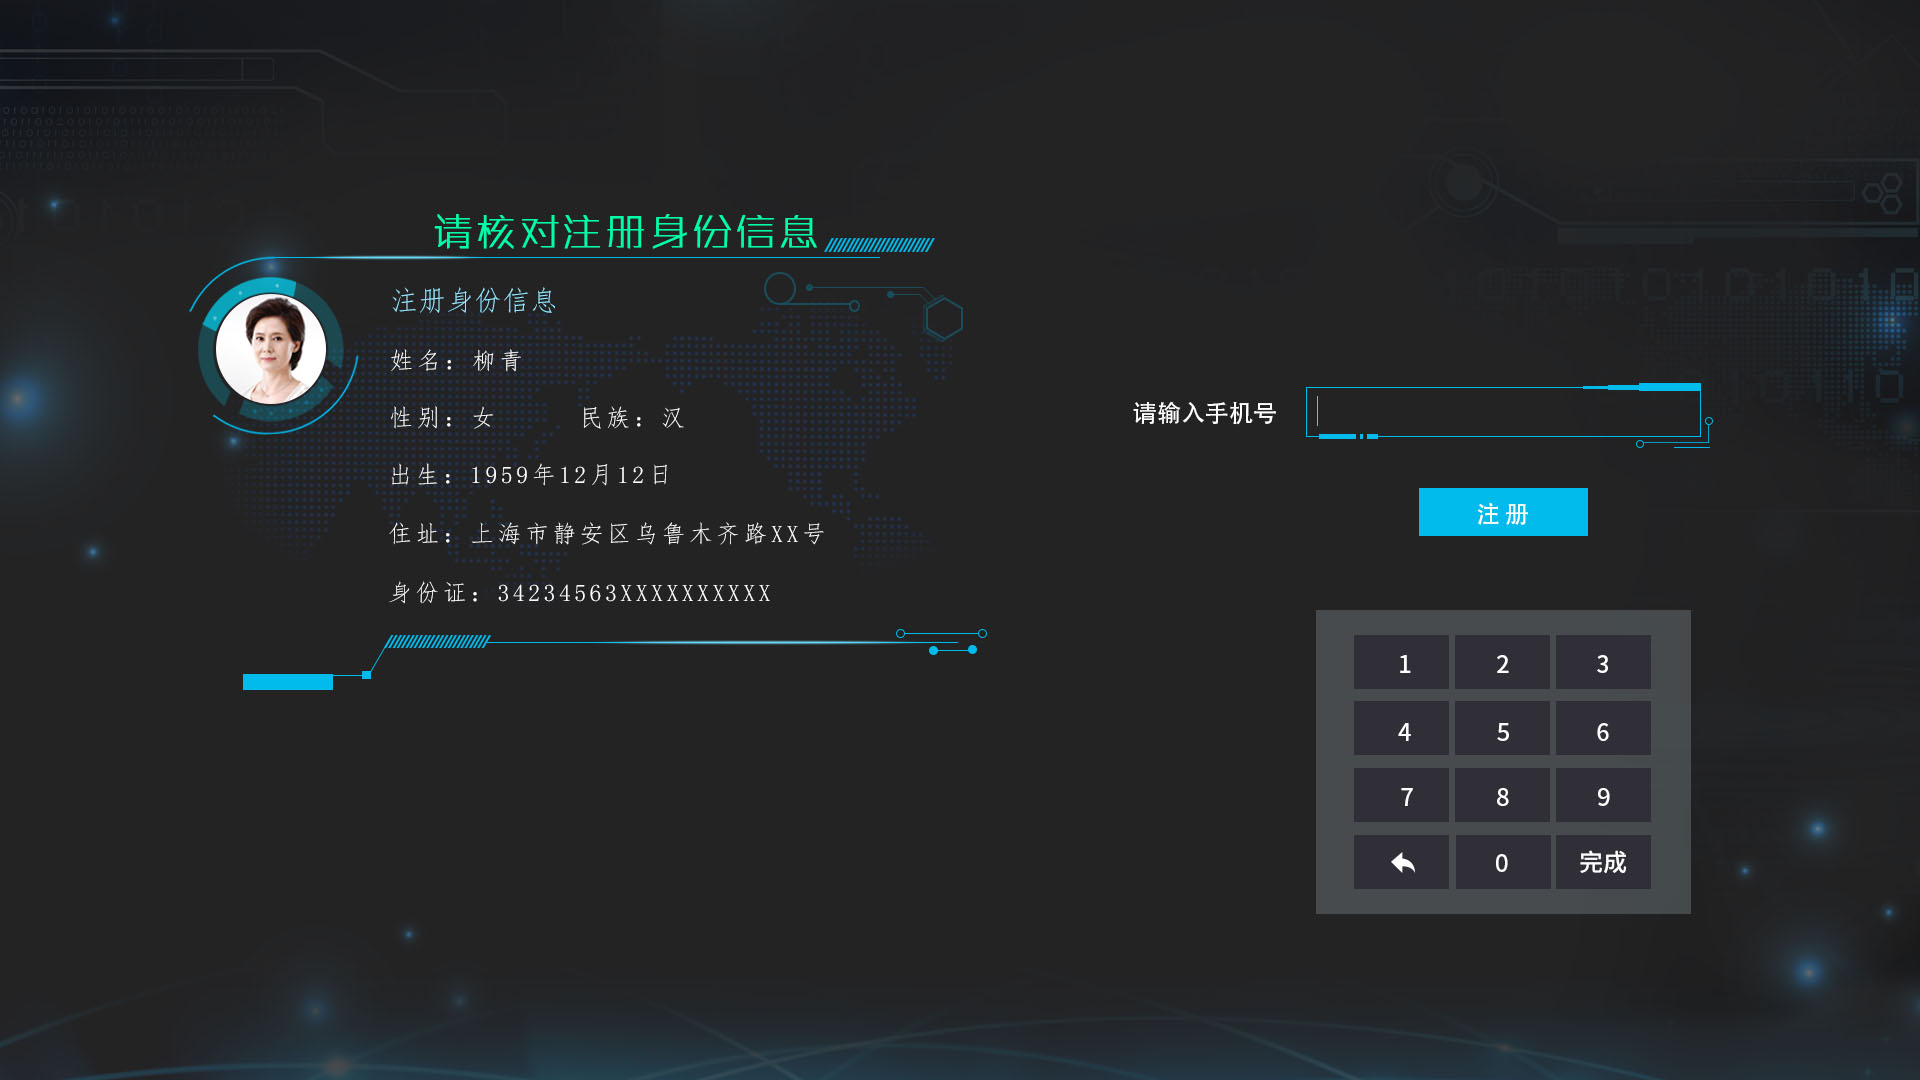 请核对注册身份信息
注册身份信息
姓名：柳青
性别：女 民族：汉
出生：1959年12月12日
住址：上海市静安区乌鲁木齐路XX号
身份证：34234563XXXXXXXXXX
请输入手机号
注册
1 2 3
4 5 6
7 8 9
0 完成